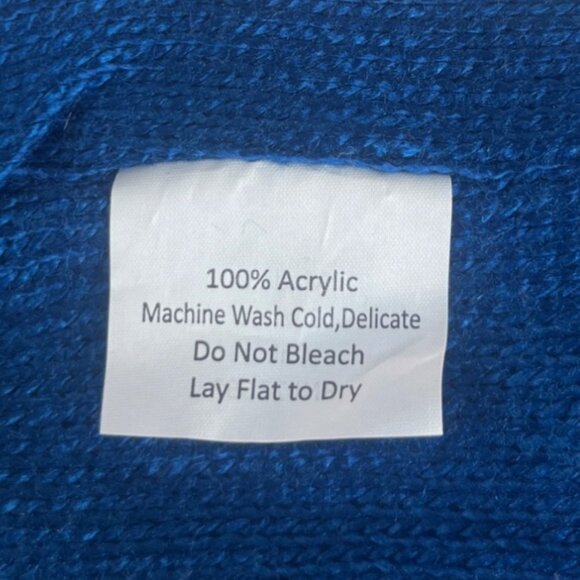 100% Acrylic
Machine Wash Cold,Delicate
Do Not Bleach
Lay Flat to Dry